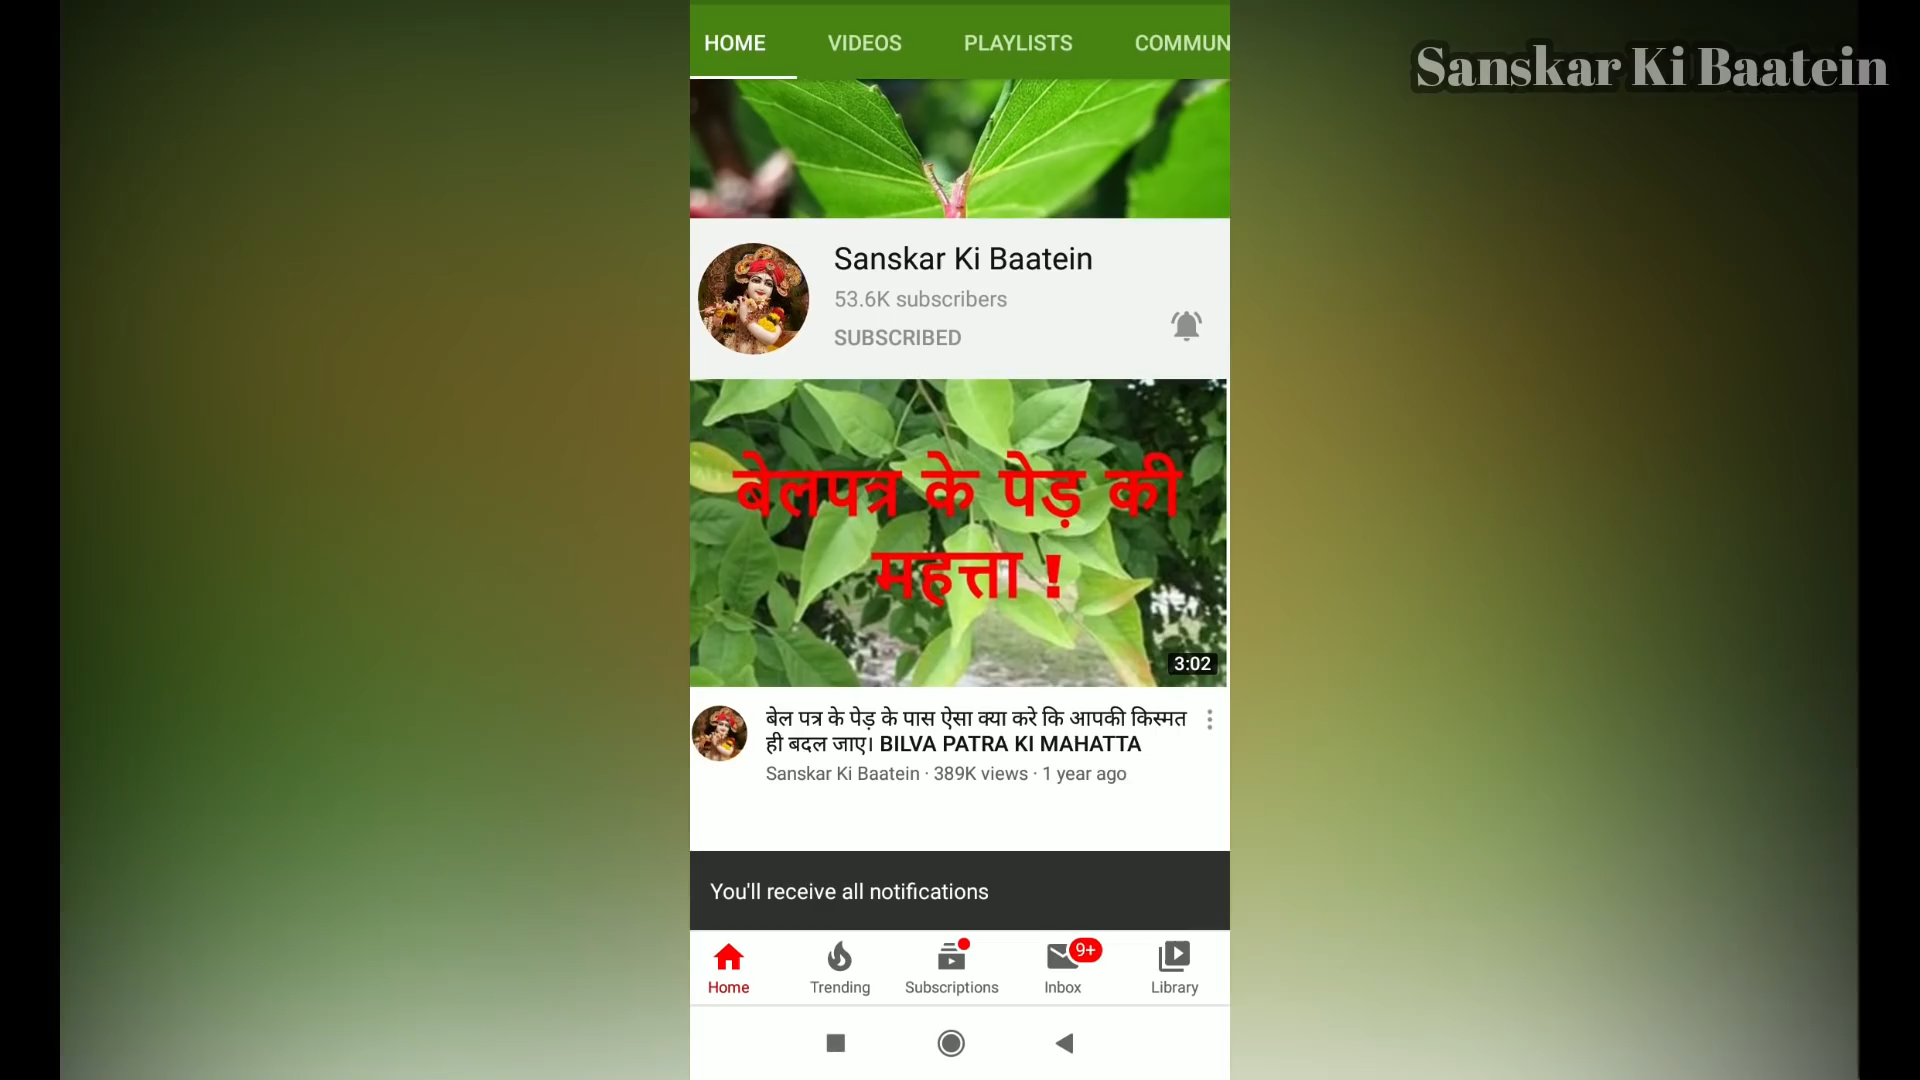 HOME VIDEOS PLAYLISTS COMMUN
Sanskar Ki Baatein
Sanskar Ki Baatein
53.6K subscribers
SUBSCRIBED
बेलपत्र के पेड़ की
महत्ता !
3:02
बेल पत्र के पेड़ के पास ऐसा क्या करे कि आपकी किस्मत
ही बदल जाए। BILVA PATRA KI MAHATTA
Sanskar Ki Baatein · 389K views · 1 year ago
You'll receive all notifications
9+
Home Trending Subscriptions Inbox Library